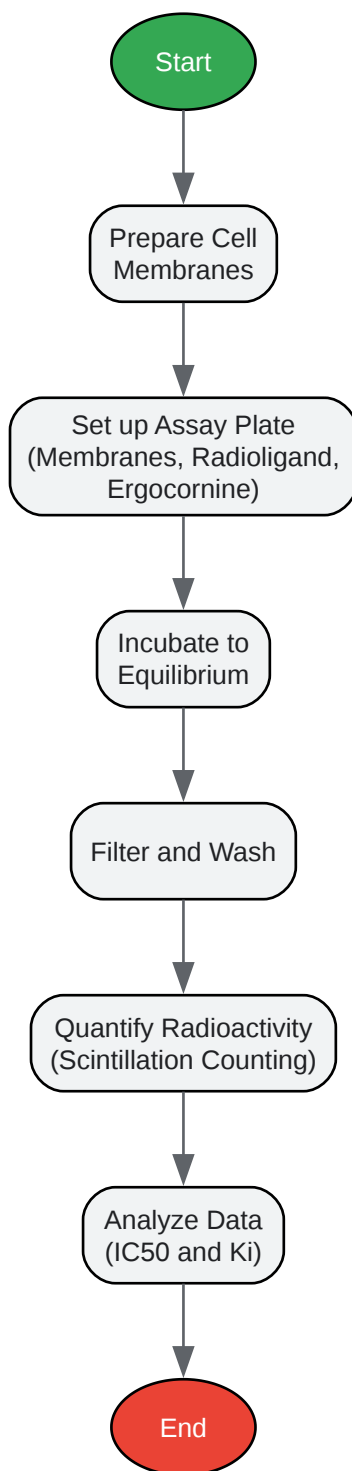 Start
Prepare Cell
Membranes
Set up Assay Plate
(Membranes, Radioligand,
Ergocornine)
Incubate to
Equilibrium
Filter and Wash
Quantify Radioactivity
(Scintillation Counting)
Analyze Data
(IC50 and Ki)
End